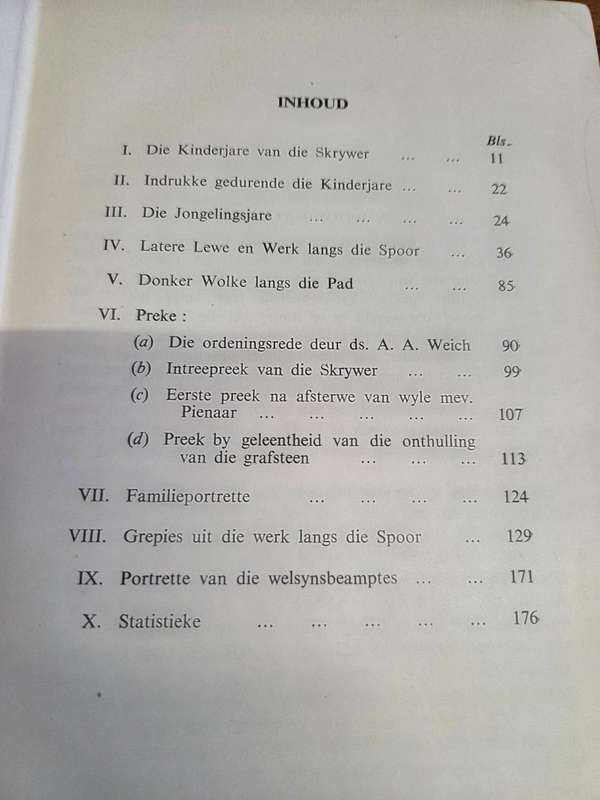 INHOUD
Bls.
I. Die Kinderjare van die Skrywer ... ... 11
II. Indrukke gedurende die Kinderjare ... ... 22
III. Die Jongelingsjare ... ... ... ... 24
IV. Latere Lewe en Werk langs die Spoor ... 36
V. Donker Wolke langs die Pad ... ... 85
VI. Preke :
(a) Die ordeningsrede deur ds. A. A. Weich 90
(b) Intreepreek van die Skrywer ... ... 99
(c) Eerste preek na afsterwe van wyle mev.
Pienaar ... ... ... ... ... 107
(d) Preek by geleentheid van die onthulling
van die grafsteen ... ... ... 113
VII. Familieportrette ... ... ... ... 124
VIII. Grepies uit die werk langs die Spoor ... 129
IX. Portrette van die welsynsbeamptes ... ... 171
X. Statistieke ... ... ... ... ... 176